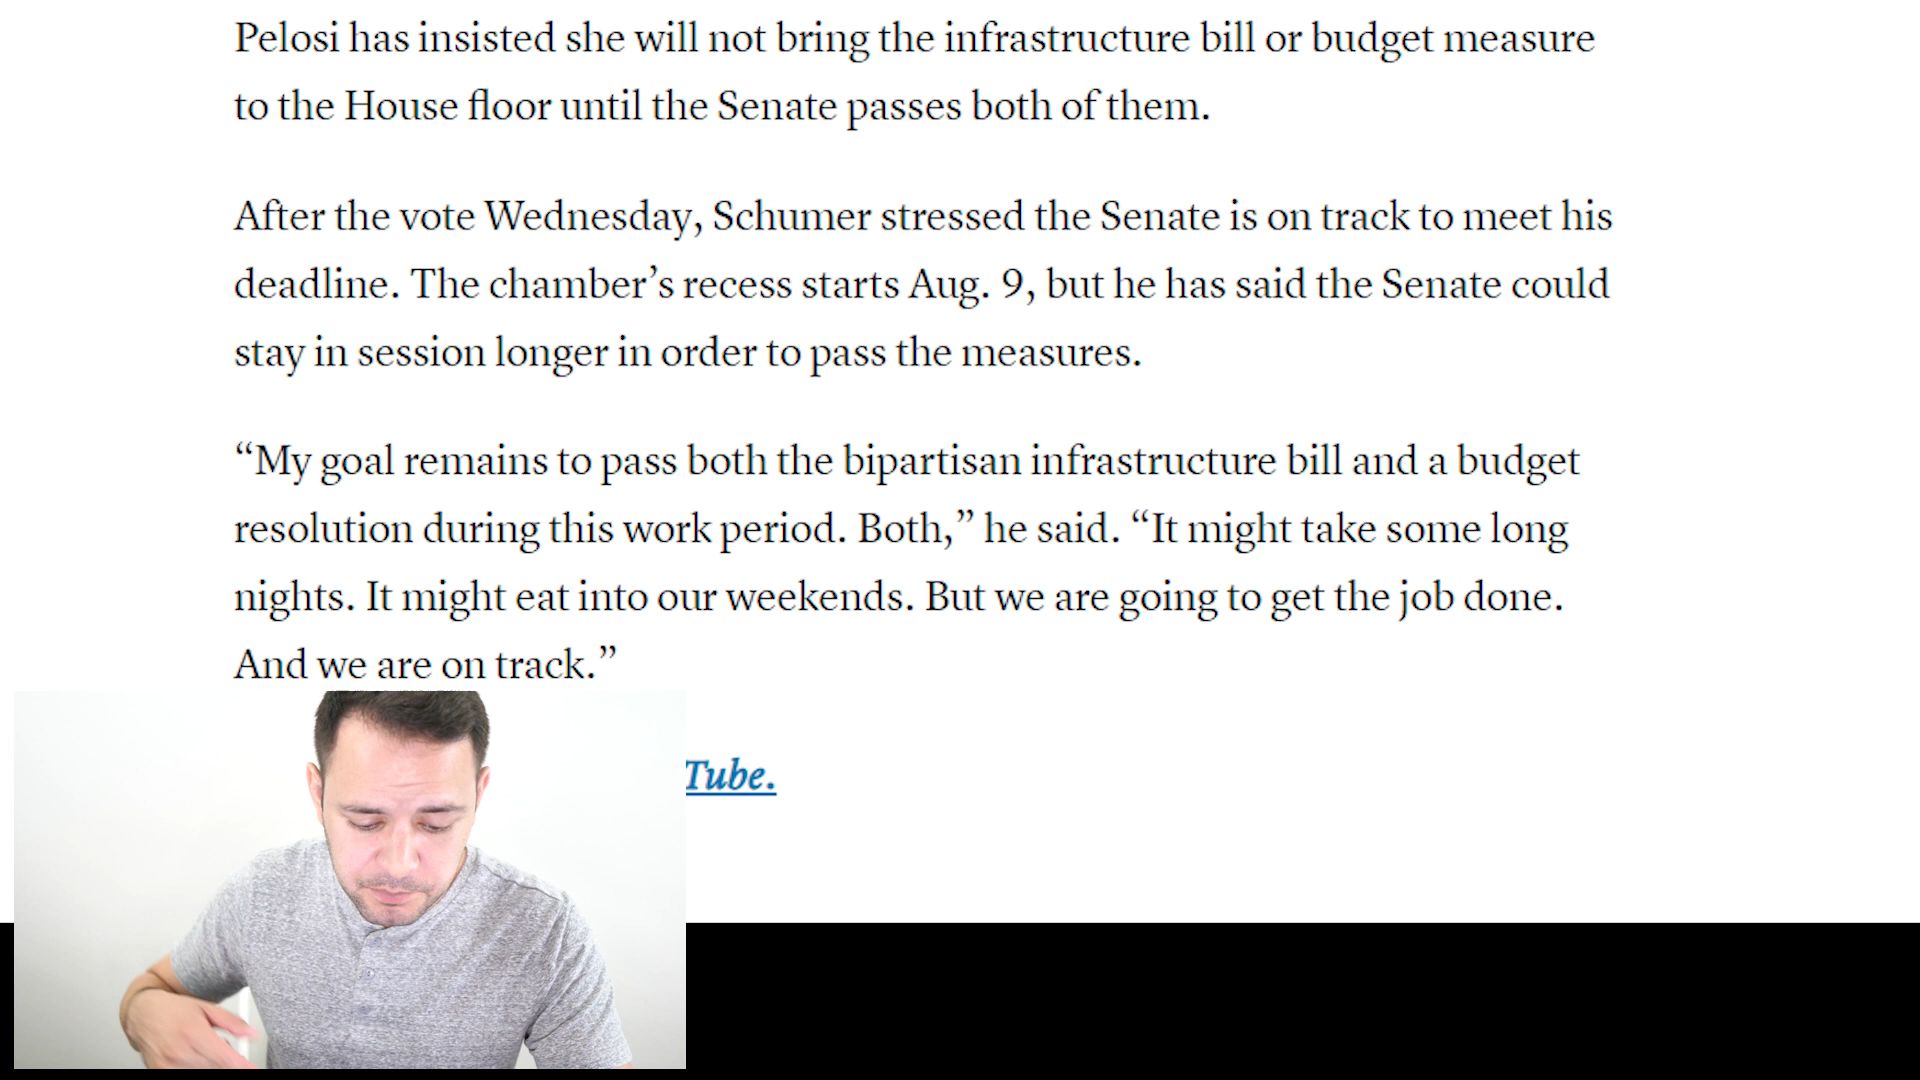 Pelosi has insisted she will not bring the infrastructure bill or budget measure
to the House floor until the Senate passes both of them.
After the vote Wednesday, Schumer stressed the Senate is on track to meet his
deadline. The chamber’s recess starts Aug. 9, but he has said the Senate could
stay in session longer in order to pass the measures.
“My goal remains to pass both the bipartisan infrastructure bill and a budget
resolution during this work period. Both,” he said. “It might take some long
nights. It might eat into our weekends. But we are going to get the job done.
And we are on track.”
Tube.